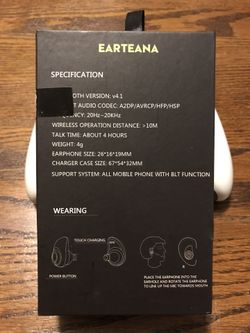 EARTEANA
SPECIFICATION
OTH VERSION: v4.1
T AUDIO CODEC: A2DP/AVRCP/HFP/HSP
UENCY: 20Hz~20KHz
WIRELESS OPERATION DISTANCE: >10M
TALK TIME: ABOUT 4 HOURS
WEIGHT: 4g
EARPHONE SIZE: 26*16*19MM
CHARGER CASE SIZE: 67*54*32MM
SUPPORT SYSTEM: ALL MOBILE PHONE WITH BLT FUNCTION
WEARING
TOUCH CHARGING
POWER BUTTON
PLACE THE EARPHONE INTO THE
EARHOLE AND ROTATE THE EARPHONE
TO LINE UP THE MIC TOWARDS MOUTH